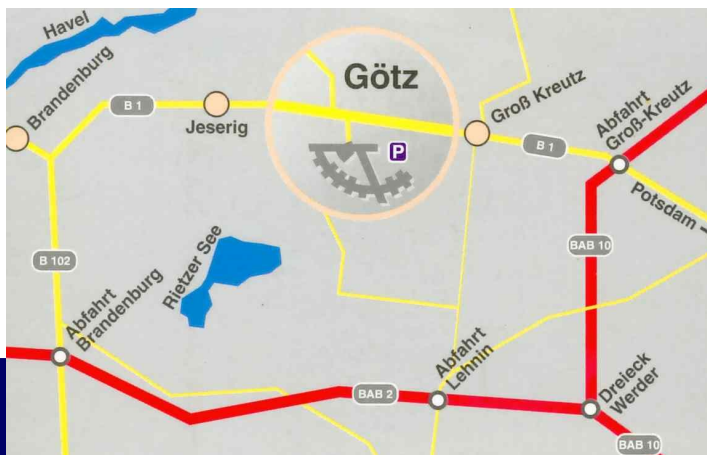 Havel
Brandenburg
B 1
Jeserig
Götz
P
Groß Kreutz
B 1
Abfahrt
Groß-Kreutz
Potsdam
B 102
Rietzer See
BAB 10
Abfahrt
Brandenburg
Abfahrt
Lehnin
BAB 2
Dreieck
Werder
BAB 10